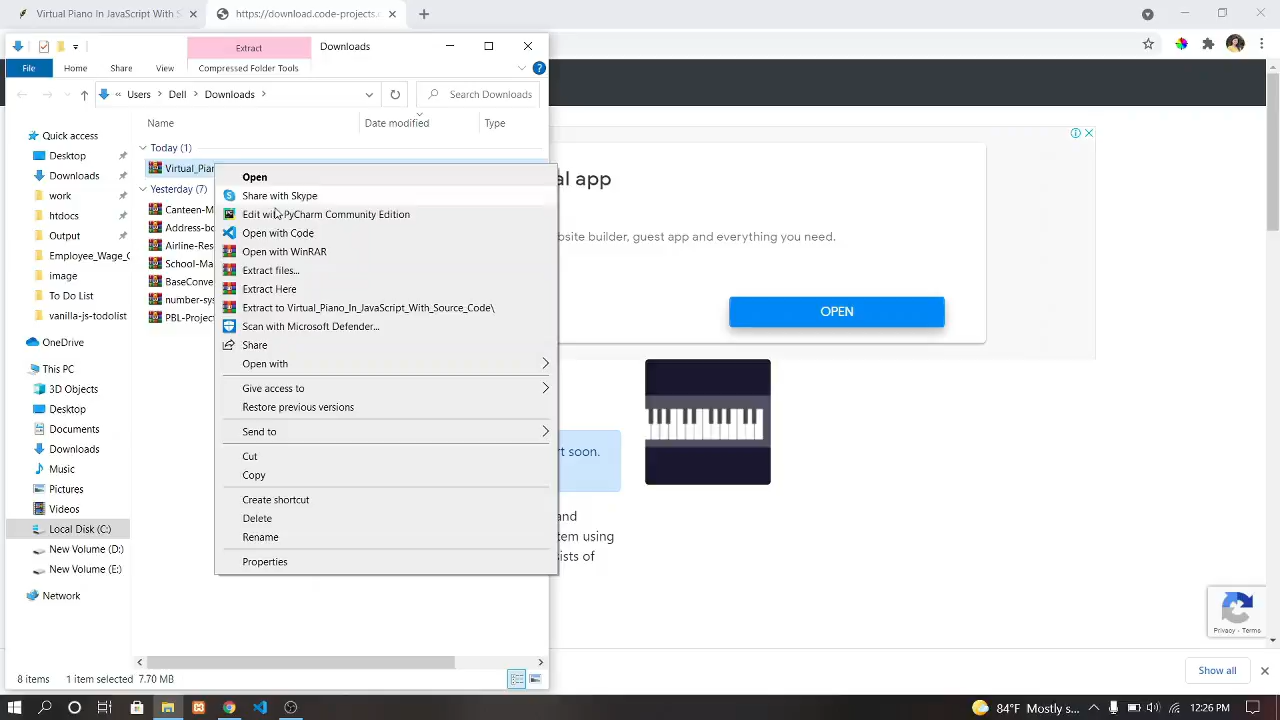 Virtual Piano In JavaScript With S
https://download.code-projects.
Extract
Downloads
File
Home
Share
View
Compressed Folder Tools
« Users > Dell > Downloads >
Search Downloads
Name
Date modified
Type
Quick access
Desktop
Downloads
work
htdocs
Output
Employee_Wage_C
image
To Do List
vanilla-js-todolist
OneDrive
This PC
3D Objects
Desktop
Documents
Downloads
Music
Pictures
Videos
Local Disk (C:)
New Volume (D:)
New Volume (E:)
Network
Today (1)
Virtual_Pian
Yesterday (7)
Canteen-M
Address-bo
Airline-Res
School-Ma
BaseConve
number-sy
PBL-Project
Open
Share with Skype
Edit with PyCharm Community Edition
Open with Code
Open with WinRAR
Extract files...
Extract Here
Extract to Virtual_Piano_In_JavaScript_With_Source_Code\
Scan with Microsoft Defender...
Share
Open with
Give access to
Restore previous versions
Send to
Cut
Copy
Create shortcut
Delete
Rename
Properties
al app
site builder, guest app and everything you need.
OPEN
rt soon.
and
tem using
sists of
Privacy - Terms
8 items
1 item selected 7.70 MB
Show all
84°F Mostly s...
12:26 PM